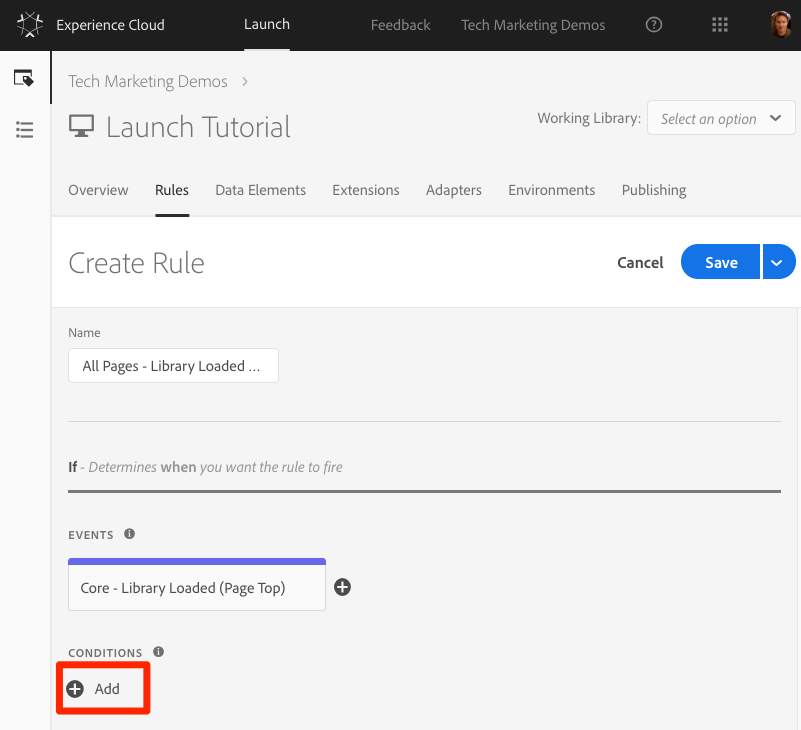 Experience Cloud Launch Feedback Tech Marketing Demos
Tech Marketing Demos
Launch Tutorial
Working Library: Select an option
Overview Rules Data Elements Extensions Adapters Environments Publishing
Create Rule
Cancel Save
Name
All Pages - Library Loaded ...
If - Determines when you want the rule to fire
EVENTS
Core - Library Loaded (Page Top)
CONDITIONS
Add